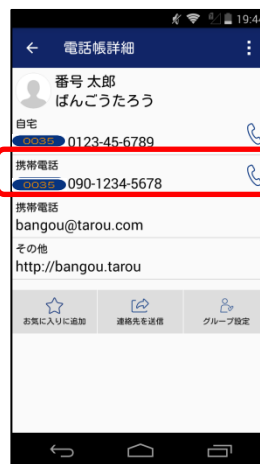 19:44
電話帳詳細
番号 太郎
ばんごうたろう
自宅
0035 0123-45-6789
携帯電話
0035 090-1234-5678
携帯電話
bangou@tarou.com
その他
http://bangou.tarou
お気に入りに追加 連絡先を送信 グループ設定